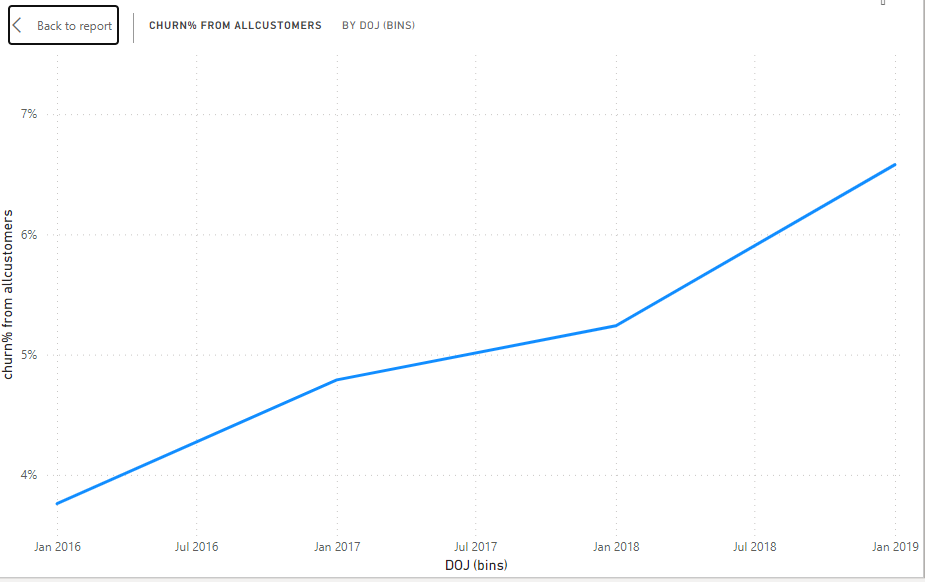 Back to report
CHURN% FROM ALLCUSTOMERS BY DOJ (BINS)
7%
6%
5%
4%
churn% from allcustomers
Jan 2016 Jul 2016 Jan 2017 Jul 2017 Jan 2018 Jul 2018 Jan 2019
DOJ (bins)